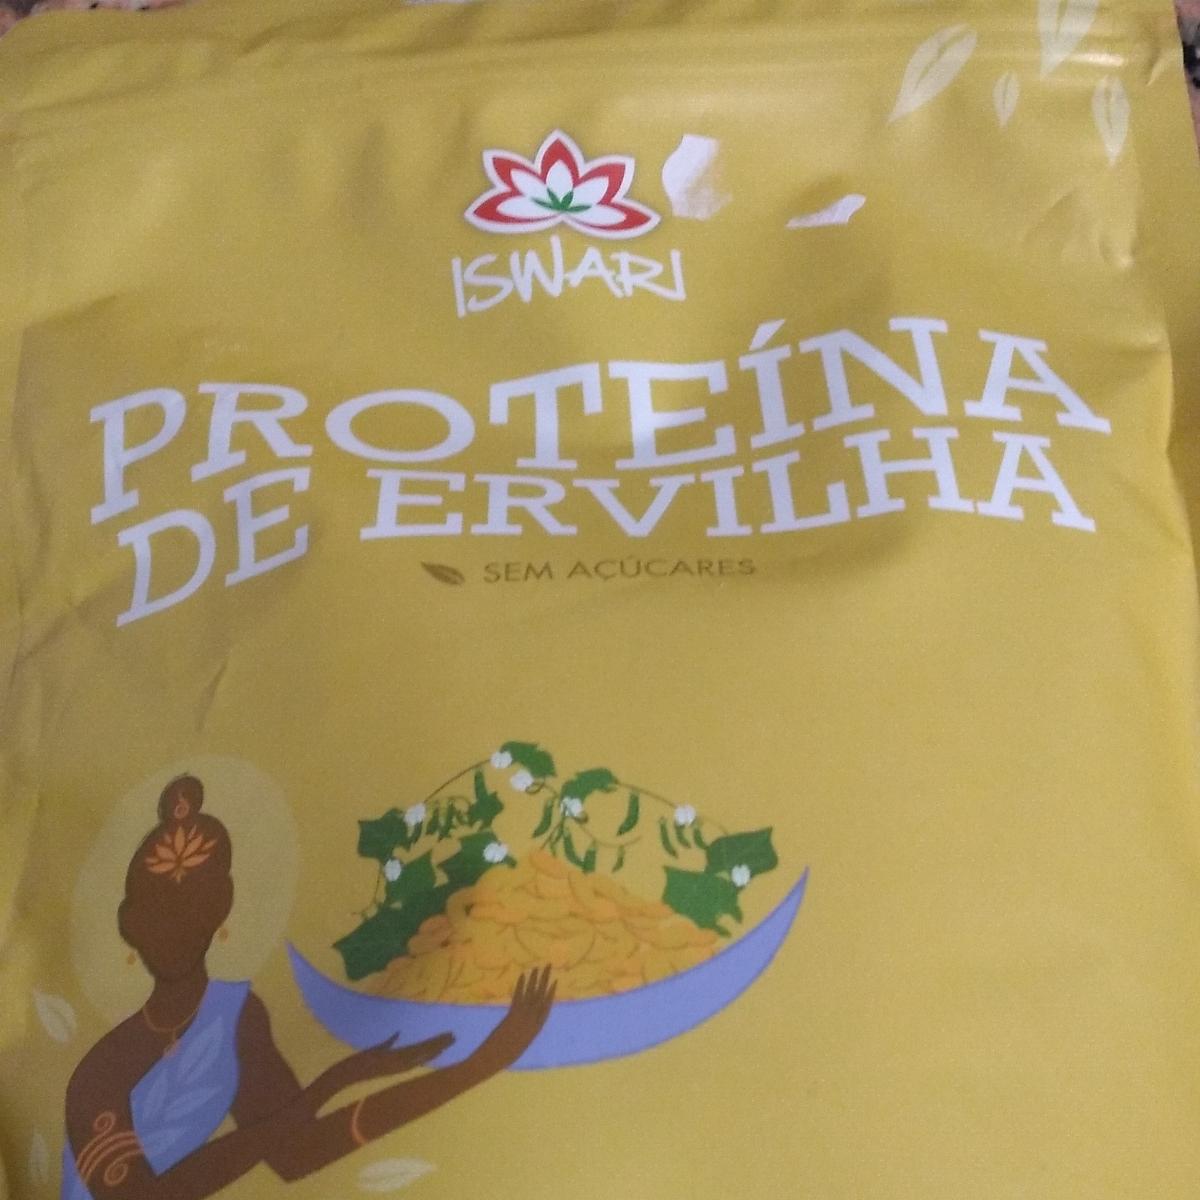 ISWARI
PROTEÍNA
DE ERVILHA
SEM AÇÚCARES